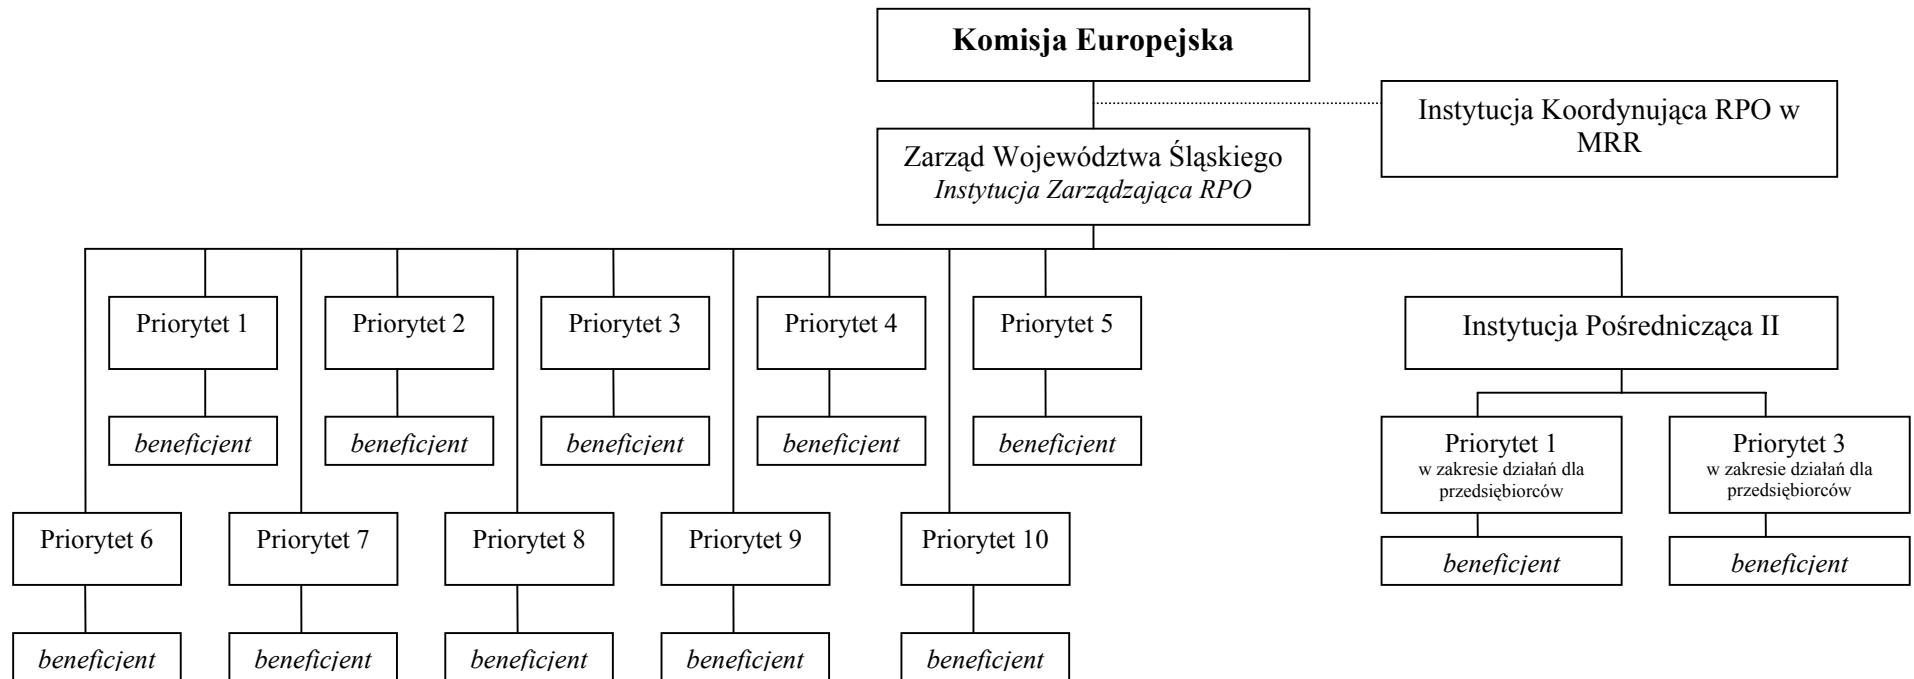 Komisja Europejska
Instytucja Koordynująca RPO w
MRR
Zarząd Województwa Śląskiego
Instytucja Zarządzająca RPO
Priorytet 1
Priorytet 2
Priorytet 3
Priorytet 4
Priorytet 5
Instytucja Pośrednicząca II
beneficjent
beneficjent
beneficjent
beneficjent
beneficjent
Priorytet 1
w zakresie działań dla
przedsiębiorców
Priorytet 3
w zakresie działań dla
przedsiębiorców
Priorytet 6
Priorytet 7
Priorytet 8
Priorytet 9
Priorytet 10
beneficjent
beneficjent
beneficjent
beneficjent
beneficjent
beneficjent
beneficjent